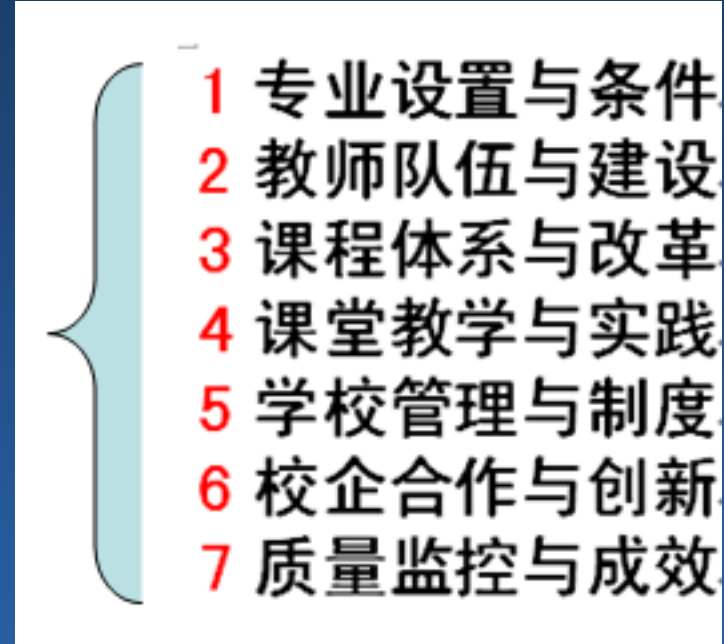 1 专业设置与条件
2 教师队伍与建设
3 课程体系与改革
4 课堂教学与实践
5 学校管理与制度
6 校企合作与创新
7 质量监控与成效